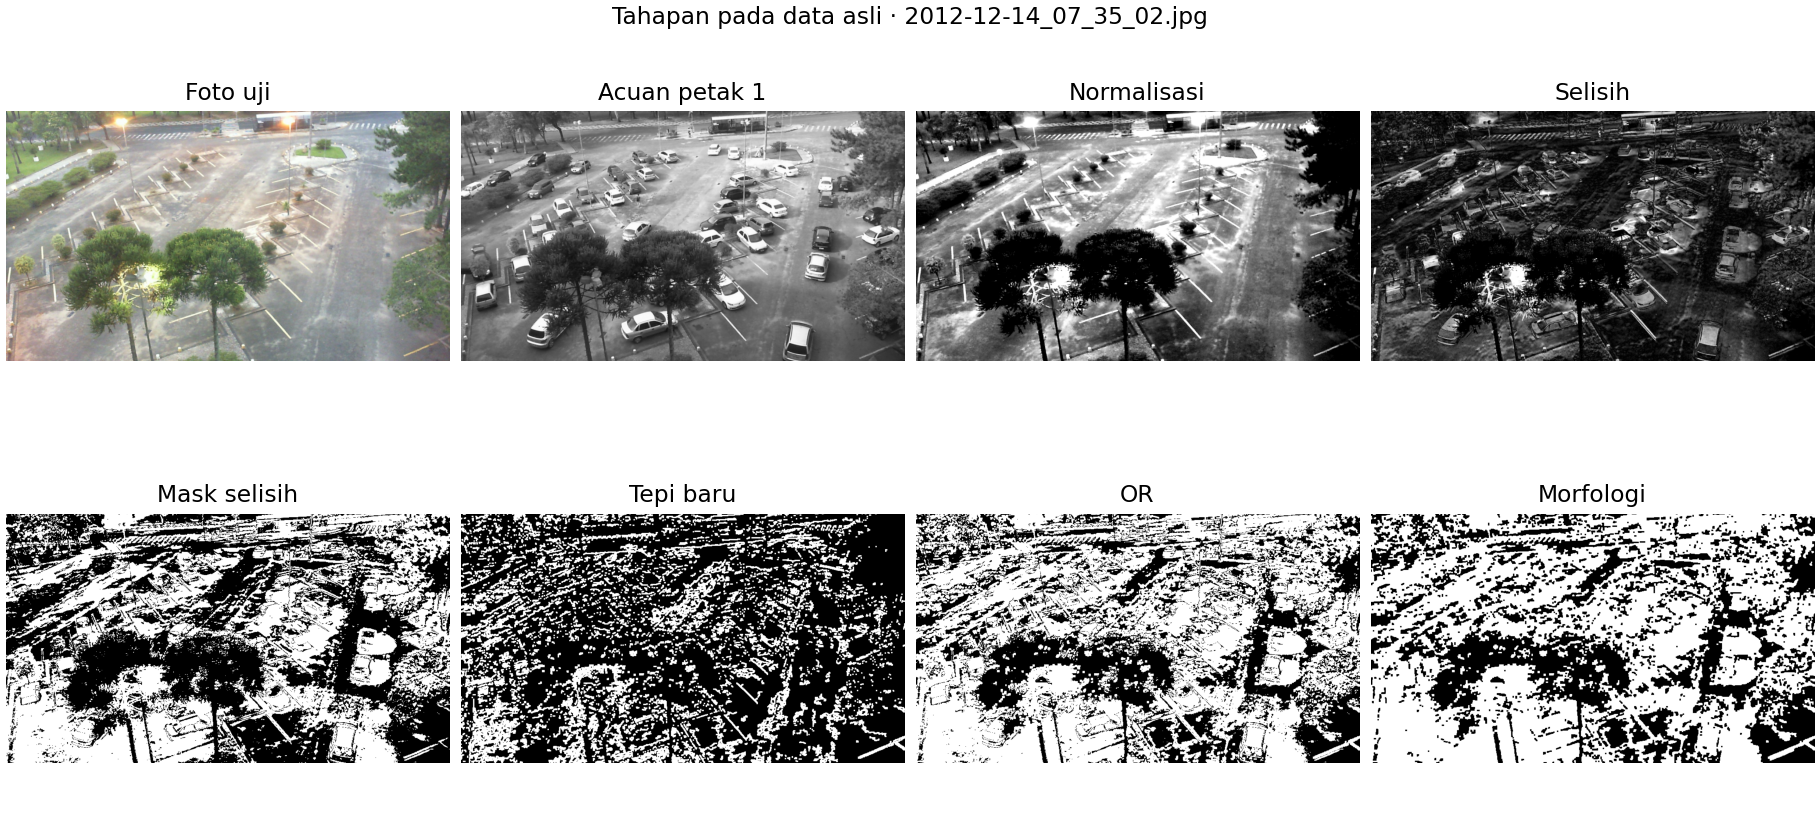 Tahapan pada data asli · 2012-12-14_07_35_02.jpg
Foto uji
Acuan petak 1
Normalisasi
Selisih
Mask selisih
Tepi baru
OR
Morfologi